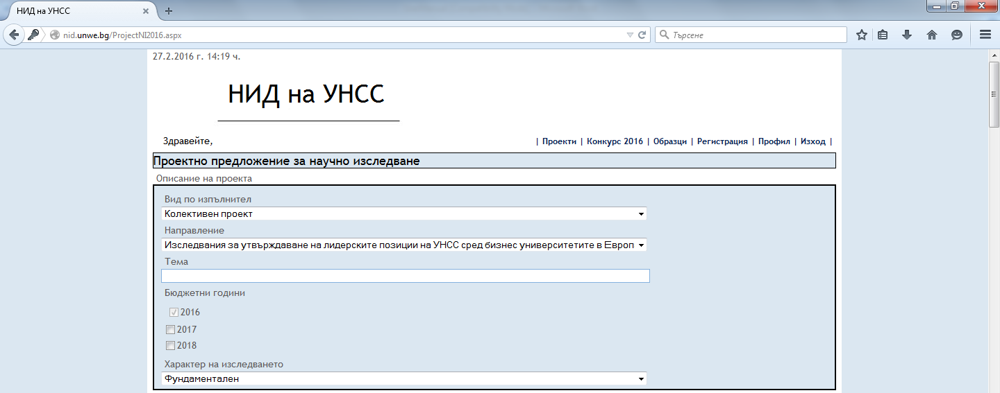 НИД на УНСС
nid.unwe.bg/ProjectNI2016.aspx
Търсене
27.2.2016 г. 14:19 ч.
НИД на УНСС
Здравейте,
| Проекти | Конкурс 2016 | Образци | Регистрация | Профил | Изход |
Проектно предложение за научно изследване
Описание на проекта
Вид по изпълнител
Колективен проект
Направление
Изследвания за утвърждаване на лидерските позиции на УНСС сред бизнес университетите в Европ
Тема
Бюджетни години
2016
2017
2018
Характер на изследването
Фундаментален